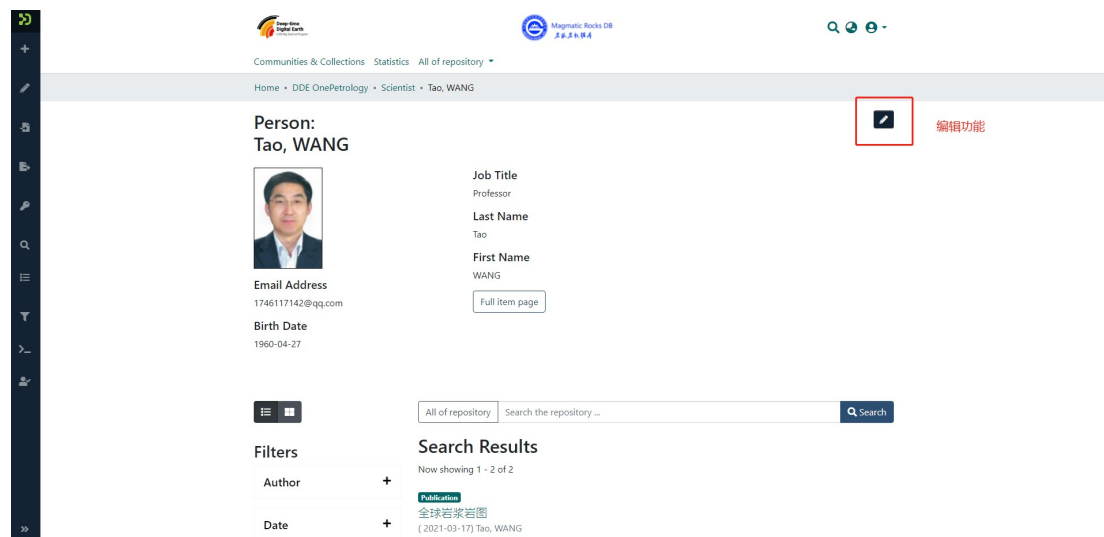 Deep-time
Digital Earth
Magmatic Rocks DB
Communities & Collections Statistics All of repository
Home • DDE OnePetrology • Scientist • Tao, WANG
Person:
Tao, WANG
编辑功能
Job Title
Professor
Last Name
Tao
First Name
WANG
Full item page
Email Address
1746117142@qq.com
Birth Date
1960-04-27
All of repository Search the repository ... Search
Filters
Search Results
Now showing 1 - 2 of 2
Author +
Publication
全球岩浆岩图
( 2021-03-17) Tao, WANG
Date +